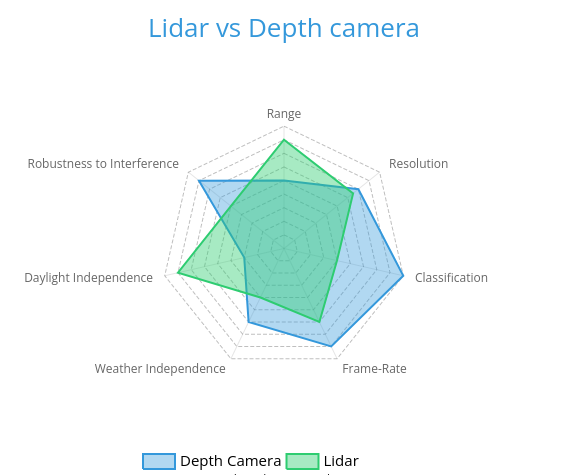 Lidar vs Depth camera
Range
Robustness to Interference
Resolution
Daylight Independence
Classification
Weather Independence
Frame-Rate
Depth Camera
Lidar